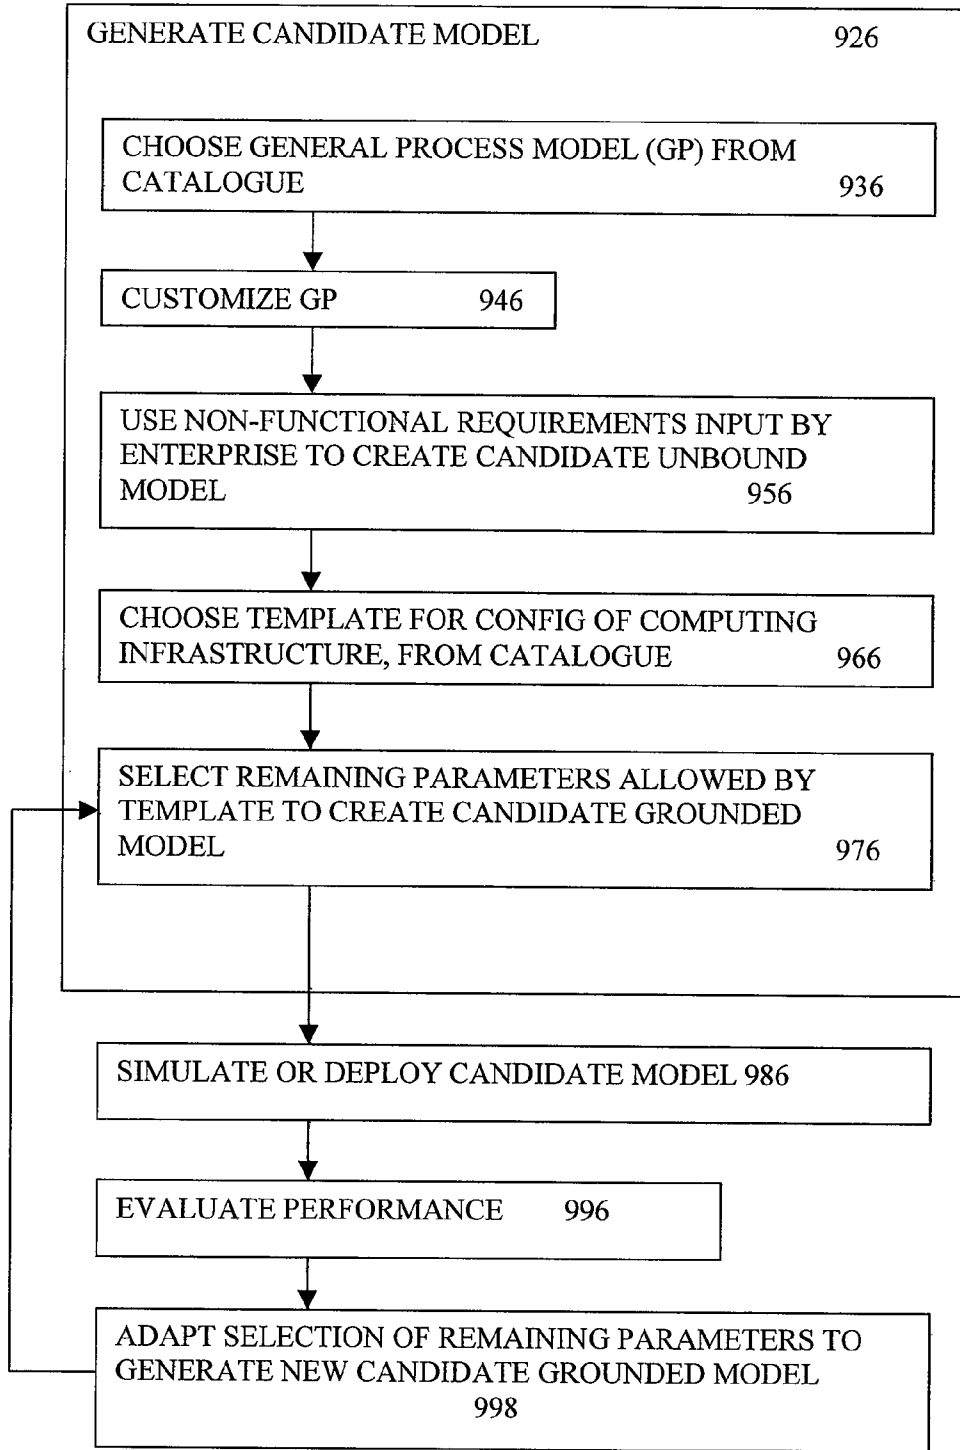 GENERATE CANDIDATE MODEL 926
CHOOSE GENERAL PROCESS MODEL (GP) FROM
CATALOGUE 936
CUSTOMIZE GP 946
USE NON-FUNCTIONAL REQUIREMENTS INPUT BY
ENTERPRISE TO CREATE CANDIDATE UNBOUND
MODEL 956
CHOOSE TEMPLATE FOR CONFIG OF COMPUTING
INFRASTRUCTURE, FROM CATALOGUE 966
SELECT REMAINING PARAMETERS ALLOWED BY
TEMPLATE TO CREATE CANDIDATE GROUNDED
MODEL 976
SIMULATE OR DEPLOY CANDIDATE MODEL 986
EVALUATE PERFORMANCE 996
ADAPT SELECTION OF REMAINING PARAMETERS TO
GENERATE NEW CANDIDATE GROUNDED MODEL
998